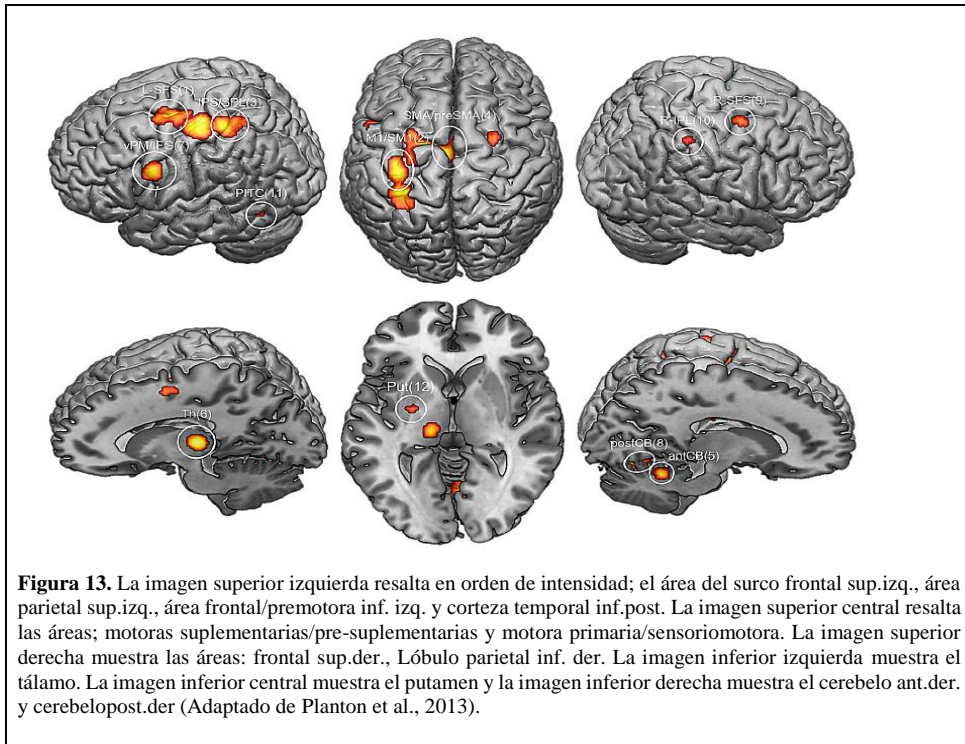 L-SFS(1)
IPS/SPL(3)
vPM/IFS(7)
PITC(11)
SMA/preSMA(4)
M1/SM1(2)
R-SFS(9)
R-IPL(10)
Th(6)
Put(12)
postCB(8)
antCB(5)
Figura 13. La imagen superior izquierda resalta en orden de intensidad; el área del surco frontal sup.izq., área
parietal sup.izq., área frontal/premotora inf. izq. y corteza temporal inf.post. La imagen superior central resalta
las áreas; motoras suplementarias/pre-suplementarias y motora primaria/sensoriomotora. La imagen superior
derecha muestra las áreas: frontal sup.der., Lóbulo parietal inf. der. La imagen inferior izquierda muestra el
tálamo. La imagen inferior central muestra el putamen y la imagen inferior derecha muestra el cerebelo ant.der.
y cerebelopost.der (Adaptado de Planton et al., 2013).